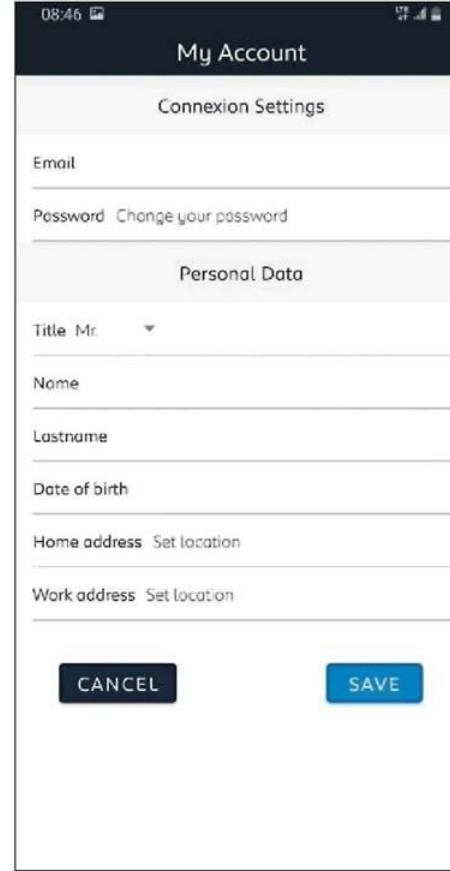 08:46
LTE
My Account
Connexion Settings
Email
Password Change your password
Personal Data
Title Mr.
Name
Lastname
Date of birth
Home address Set location
Work address Set location
CANCEL
SAVE